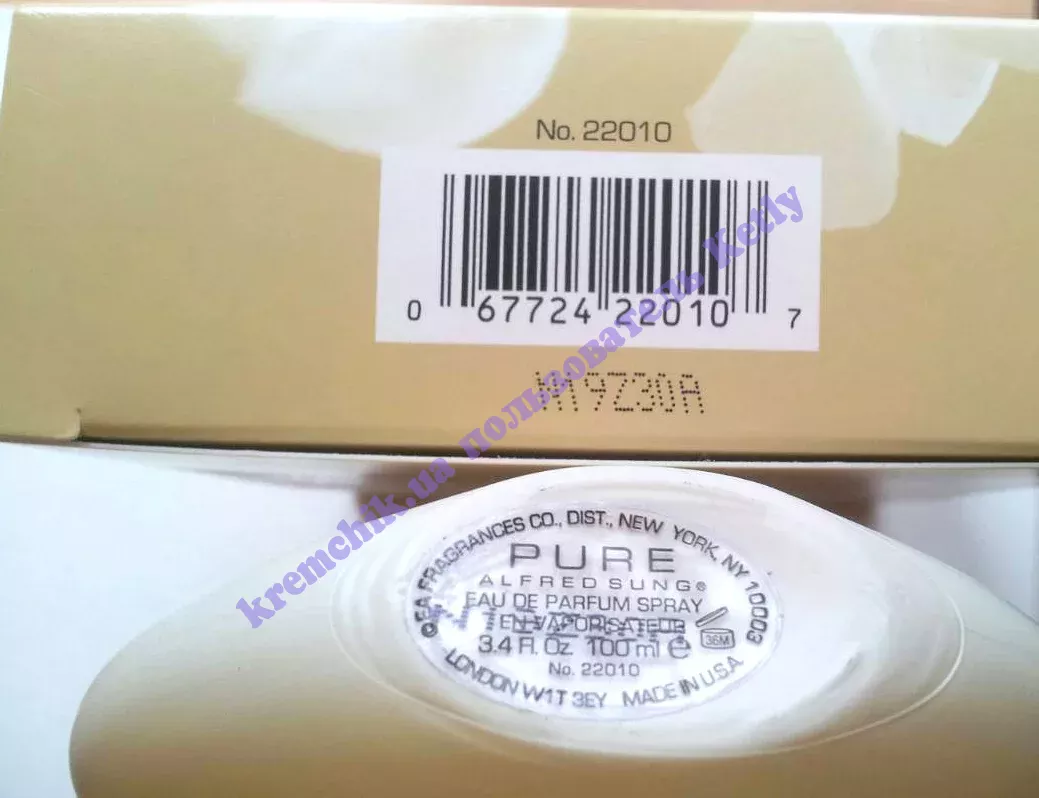 No. 22010
0 67724 22010 7
9Z30A
kremchik.ua пользователь Ketly
©EA FRAGRANCES CO., DIST., NEW YORK, NY 10003
PURE
ALFRED SUNG®
EAU DE PARFUM SPRAY
EN VAPORISATEUR
3.4 Fl. Oz. 100 ml e
36M
No. 22010
LONDON W1T 3EY MADE IN U.S.A.